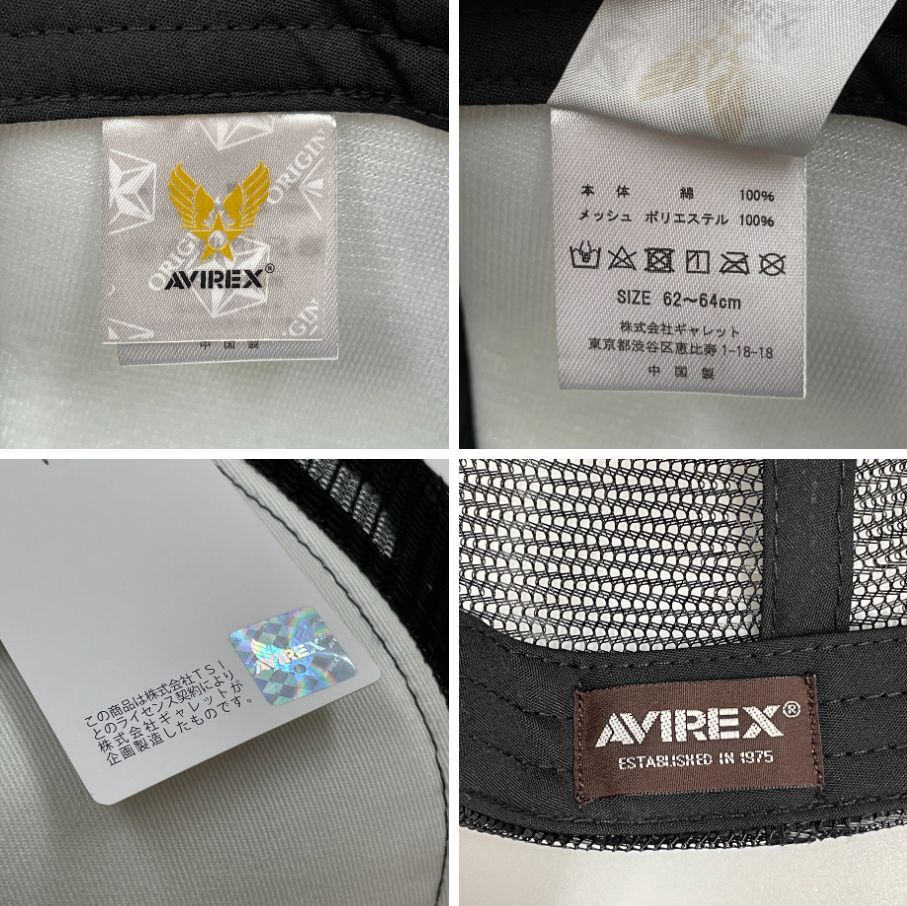 ORIGIN
ORIGIN
ORIGIN
AVIREX®
中国製
本体 綿 100%
メッシュ ポリエステル 100%
SIZE 62〜64cm
株式会社ギャレット
東京都渋谷区恵比寿1-18-18
中国製
AVIREX
この商品は株式会社TSI
とのライセンス契約により
株式会社ギャレットが
企画製造したものです。
AVIREX®
ESTABLISHED IN 1975